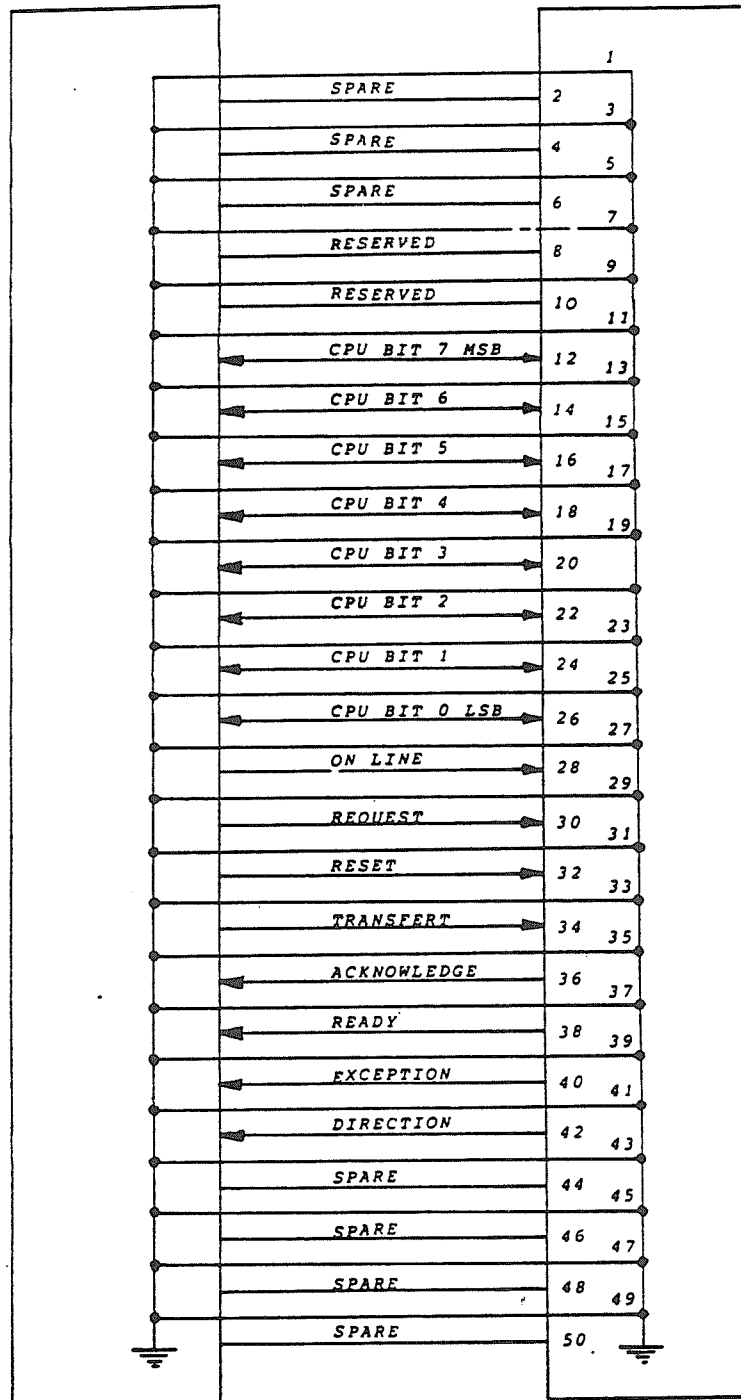 1
SPARE 2
3
SPARE 4
5
SPARE 6
7
RESERVED 8
9
RESERVED 10
11
CPU BIT 7 MSB 12
13
CPU BIT 6 14
15
CPU BIT 5 16
17
CPU BIT 4 18
19
CPU BIT 3 20
CPU BIT 2 22
23
CPU BIT 1 24
25
CPU BIT 0 LSB 26
27
ON LINE 28
29
REQUEST 30
31
RESET 32
33
TRANSFERT 34
35
ACKNOWLEDGE 36
37
READY 38
39
EXCEPTION 40
41
DIRECTION 42
43
SPARE 44
45
SPARE 46
47
SPARE 48
49
SPARE 50